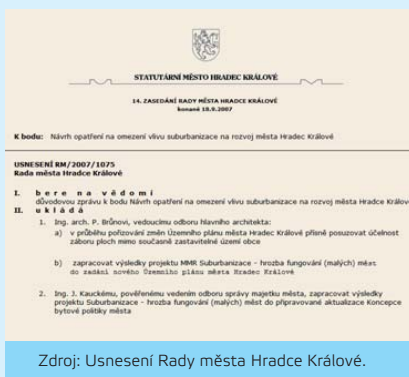 STATUTÁRNÍ MĚSTO HRADEC KRÁLOVÉ
14. ZASEDÁNÍ RADY MĚSTA HRADCE KRÁLOVÉ
konané 18.9.2007
K bodu: Návrh opatření na omezení vlivu suburbanizace na rozvoj města Hradec Králové
USNESENÍ RM/2007/1075
Rada města Hradce Králové
I. b e r e n a v ě d o m í
důvodovou zprávu k bodu Návrh opatření na omezení vlivu suburbanizace na rozvoj města Hradce Králov
II. u k l á d á
1. Ing. arch. P. Brůnovi, vedoucímu odboru hlavního architekta:
a) v průběhu pořizování změn Územního plánu města Hradec Králové přísně posuzovat účelnost
záboru ploch mimo současně zastavitelné území obce
b) zapracovat výsledky projektu MMR Suburbanizace - hrozba fungování (malých) měst
do zadání nového Územního plánu města Hradec Králové
2. Ing. J. Kauckému, pověřenému vedením odboru správy majetku města, zapracovat výsledky
projektu Suburbanizace - hrozba fungování (malých) měst do připravované aktualizace Koncepce
bytové politiky města
Zdroj: Usnesení Rady města Hradce Králové.